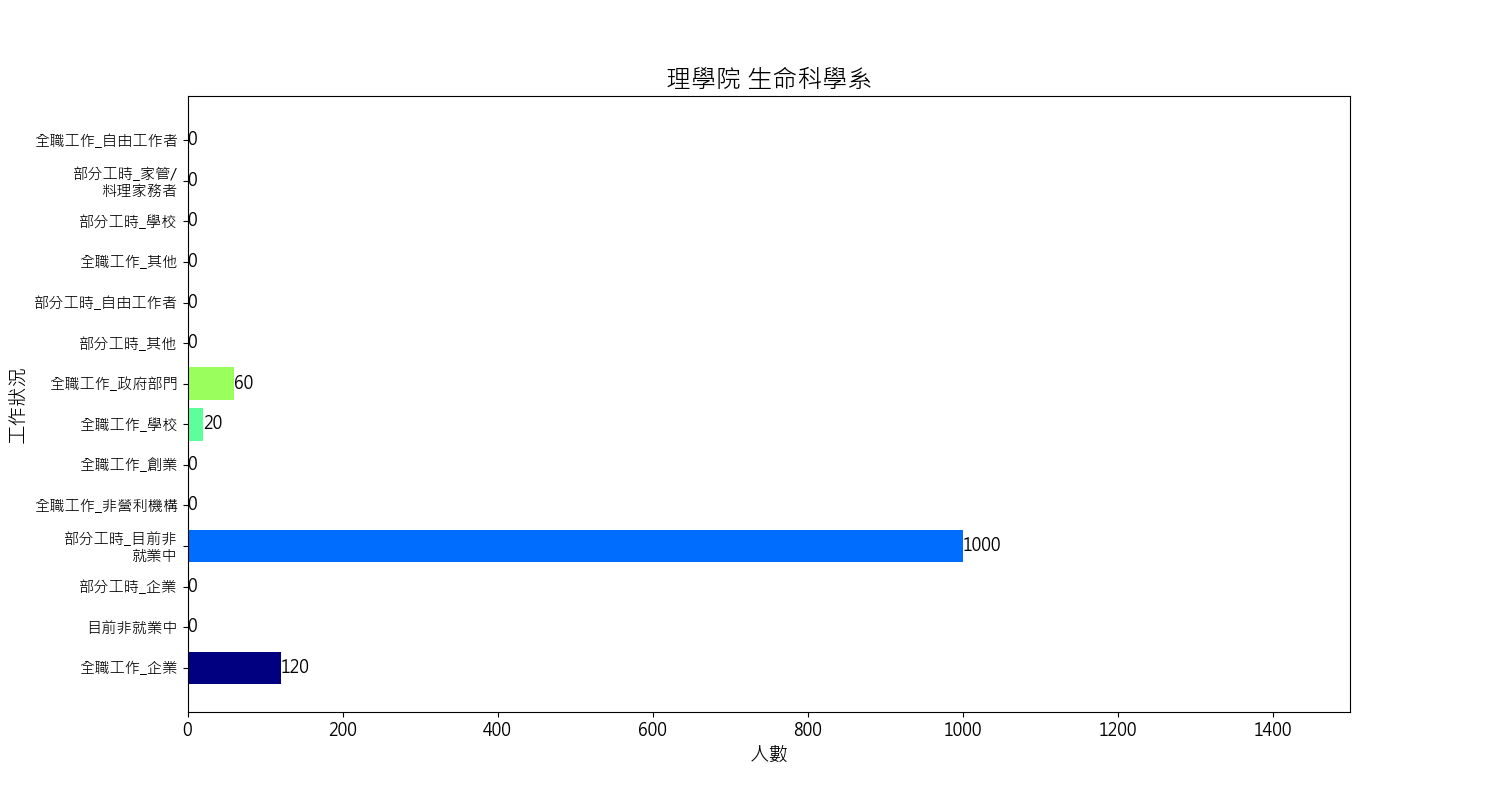 理學院 生命科學系
全職工作_自由工作者
0
部分工時_家管/
料理家務者
0
部分工時_學校
0
全職工作_其他
0
部分工時_自由工作者
0
部分工時_其他
0
全職工作_政府部門
60
全職工作_學校
20
全職工作_創業
0
全職工作_非營利機構
0
部分工時_目前非
就業中
1000
部分工時_企業
0
目前非就業中
0
全職工作_企業
120
工作狀況
0 200 400 600 800 1000 1200 1400
人數